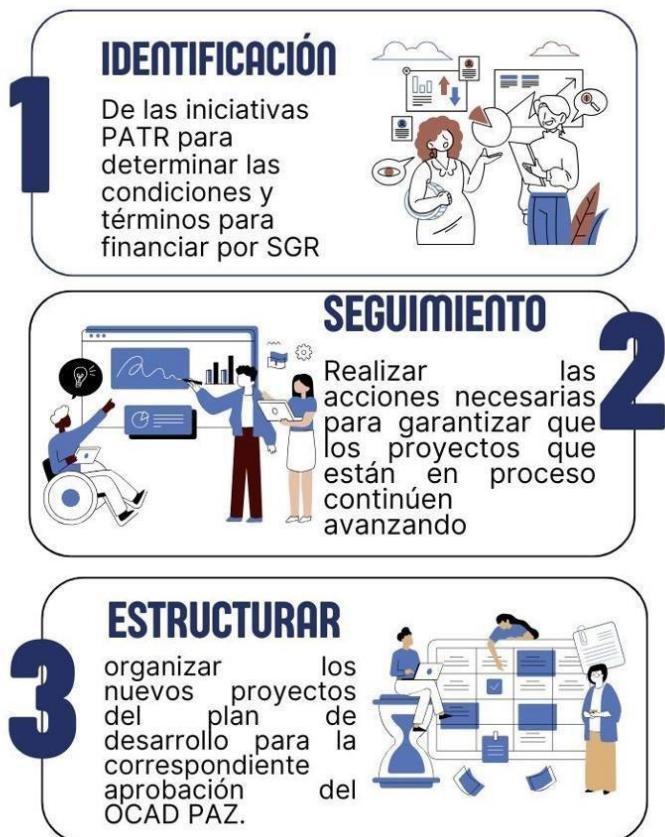 1
IDENTIFICACIÓN
De las iniciativas
PATR para
determinar las
condiciones y
términos para
financiar por SGR
2
SEGUIMIENTO
Realizar las
acciones necesarias
para garantizar que
los proyectos que
están en proceso
continúen
avanzando
3
ESTRUCTURAR
organizar los
nuevos proyectos
del plan de
desarrollo para la
correspondiente
aprobación del
OCAD PAZ.